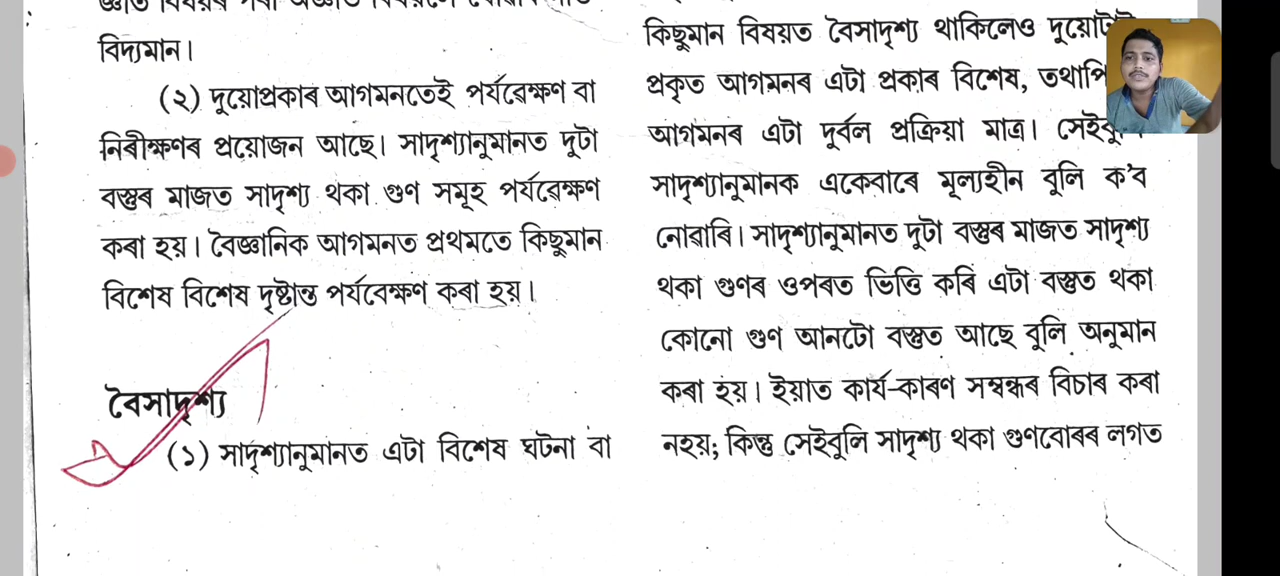 বিদ্যমান।
(২) দুয়োপ্ৰকাৰ আগমনতেই পৰ্যৱেক্ষণ বা
নিৰীক্ষণৰ প্ৰয়োজন আছে। সাদৃশ্যানুমানত দুটা
বস্তুৰ মাজত সাদৃশ্য থকা গুণ সমূহ পৰ্যৱেক্ষণ
কৰা হয়। বৈজ্ঞানিক আগমনত প্ৰথমতে কিছুমান
বিশেষ বিশেষ দৃষ্টান্ত পৰ্যবেক্ষণ কৰা হয়।
বৈসাদৃশ্য
(১) সাদৃশ্যানুমানত এটা বিশেষ ঘটনা বা
কিছুমান বিষয়ত বৈসাদৃশ্য থাকিলেও
প্ৰকৃত আগমনৰ এটা প্ৰকাৰ বিশেষ,
আগমনৰ এটা দুৰ্বল প্ৰক্ৰিয়া মাত্ৰ।
সাদৃশ্যানুমানক একেবাৰে মূল্যহীন বুলি ক'ব
নোৱাৰি। সাদৃশ্যানুমানত দুটা বস্তুৰ মাজত সাদৃশ্য
থকা গুণৰ ওপৰত ভিত্তি কৰি এটা বস্তুত থকা
কোনো গুণ আনটো বস্তুত আছে বুলি অনুমান
কৰা হয়। ইয়াত কাৰ্য-কাৰণ সম্বন্ধৰ বিচাৰ কৰা
নহয়; কিন্তু সেইবুলি সাদৃশ্য থকা গুণবোৰৰ লগত